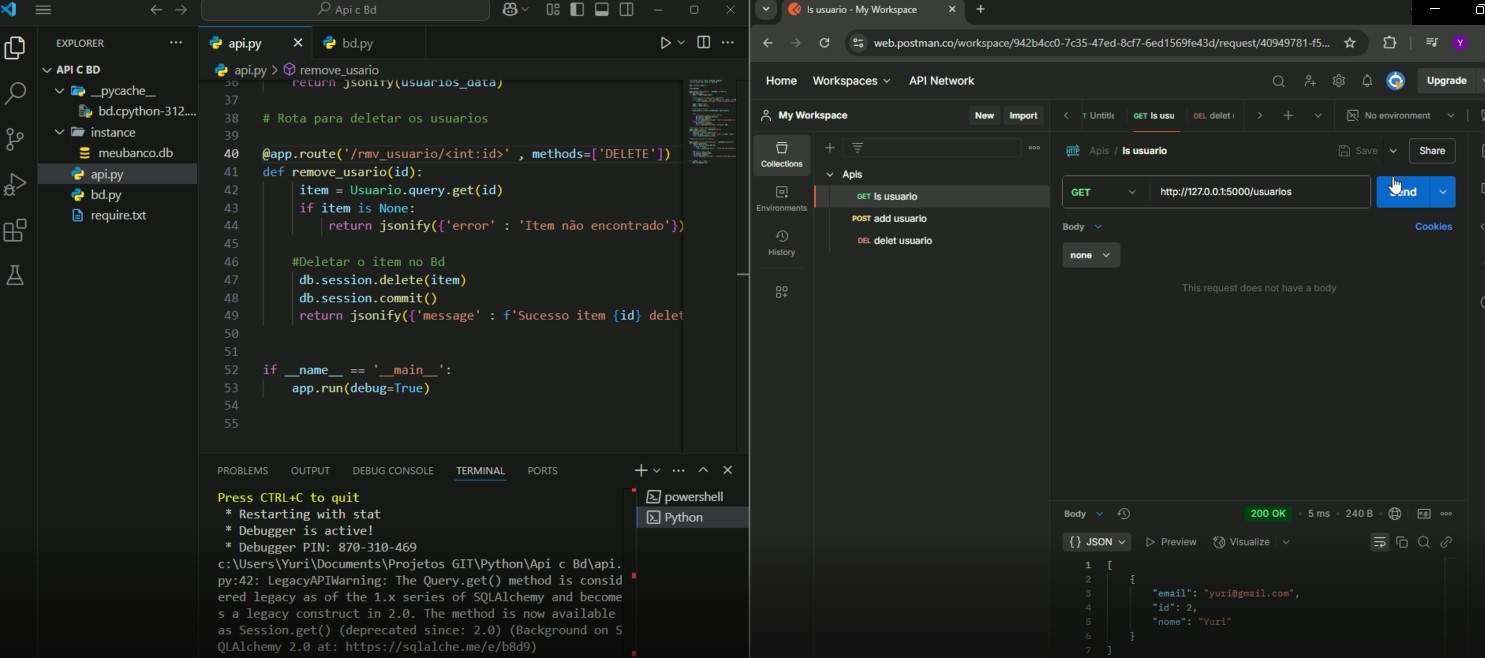 Api c Bd
Is usuario - My Workspace
EXPLORER
api.py
bd.py
web.postman.co/workspace/942b4cc0-7c35-47ed-8cf7-6ed1569fe43d/request/40949781-f5...
API C BD
api.py > remove_usario
__pycache__
bd.cpython-312....
instance
meubanco.db
api.py
bd.py
require.txt
36 return jsonify(usuarios_data)
37
38 # Rota para deletar os usuarios
39
40 @app.route('/rmv_usuario/<int:id>' , methods=['DELETE'])
41 def remove_usario(id):
42 item = Usuario.query.get(id)
43 if item is None:
44 return jsonify({'error' : 'Item não encontrado'})
45
46 #Deletar o item no Bd
47 db.session.delete(item)
48 db.session.commit()
49 return jsonify({'message' : f'Sucesso item {id} delet
50
51
52 if __name__ == '__main__':
53 app.run(debug=True)
54
55
PROBLEMS OUTPUT DEBUG CONSOLE TERMINAL PORTS
Press CTRL+C to quit
* Restarting with stat
* Debugger is active!
* Debugger PIN: 870-310-469
c:\Users\Yuri\Documents\Projetos GIT\Python\Api c Bd\api.
py:42: LegacyAPIWarning: The Query.get() method is consid
ered legacy as of the 1.x series of SQLAlchemy and become
s a legacy construct in 2.0. The method is now available
as Session.get() (deprecated since: 2.0) (Background on S
QLAlchemy 2.0 at: https://sqlalche.me/e/b8d9)
powershell
Python
Home Workspaces API Network Upgrade
My Workspace New Import
Untitle GET ls usu DEL delet No environment
Collections
Environments
History
Apis
GET ls usuario
POST add usuario
DEL delet usuario
HTTP Apis / ls usuario Save Share
GET http://127.0.0.1:5000/usuarios Send
Body Cookies
none
This request does not have a body
Body 200 OK 5 ms 240 B
{} JSON Preview Visualize
1 [
2 {
3 "email": "yuri@gmail.com",
4 "id": 2,
5 "nome": "Yuri"
6 }
7 ]